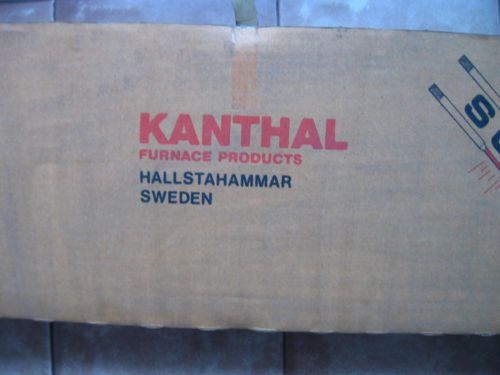 KANTHAL
FURNACE PRODUCTS
HALLSTAHAMMAR
SWEDEN